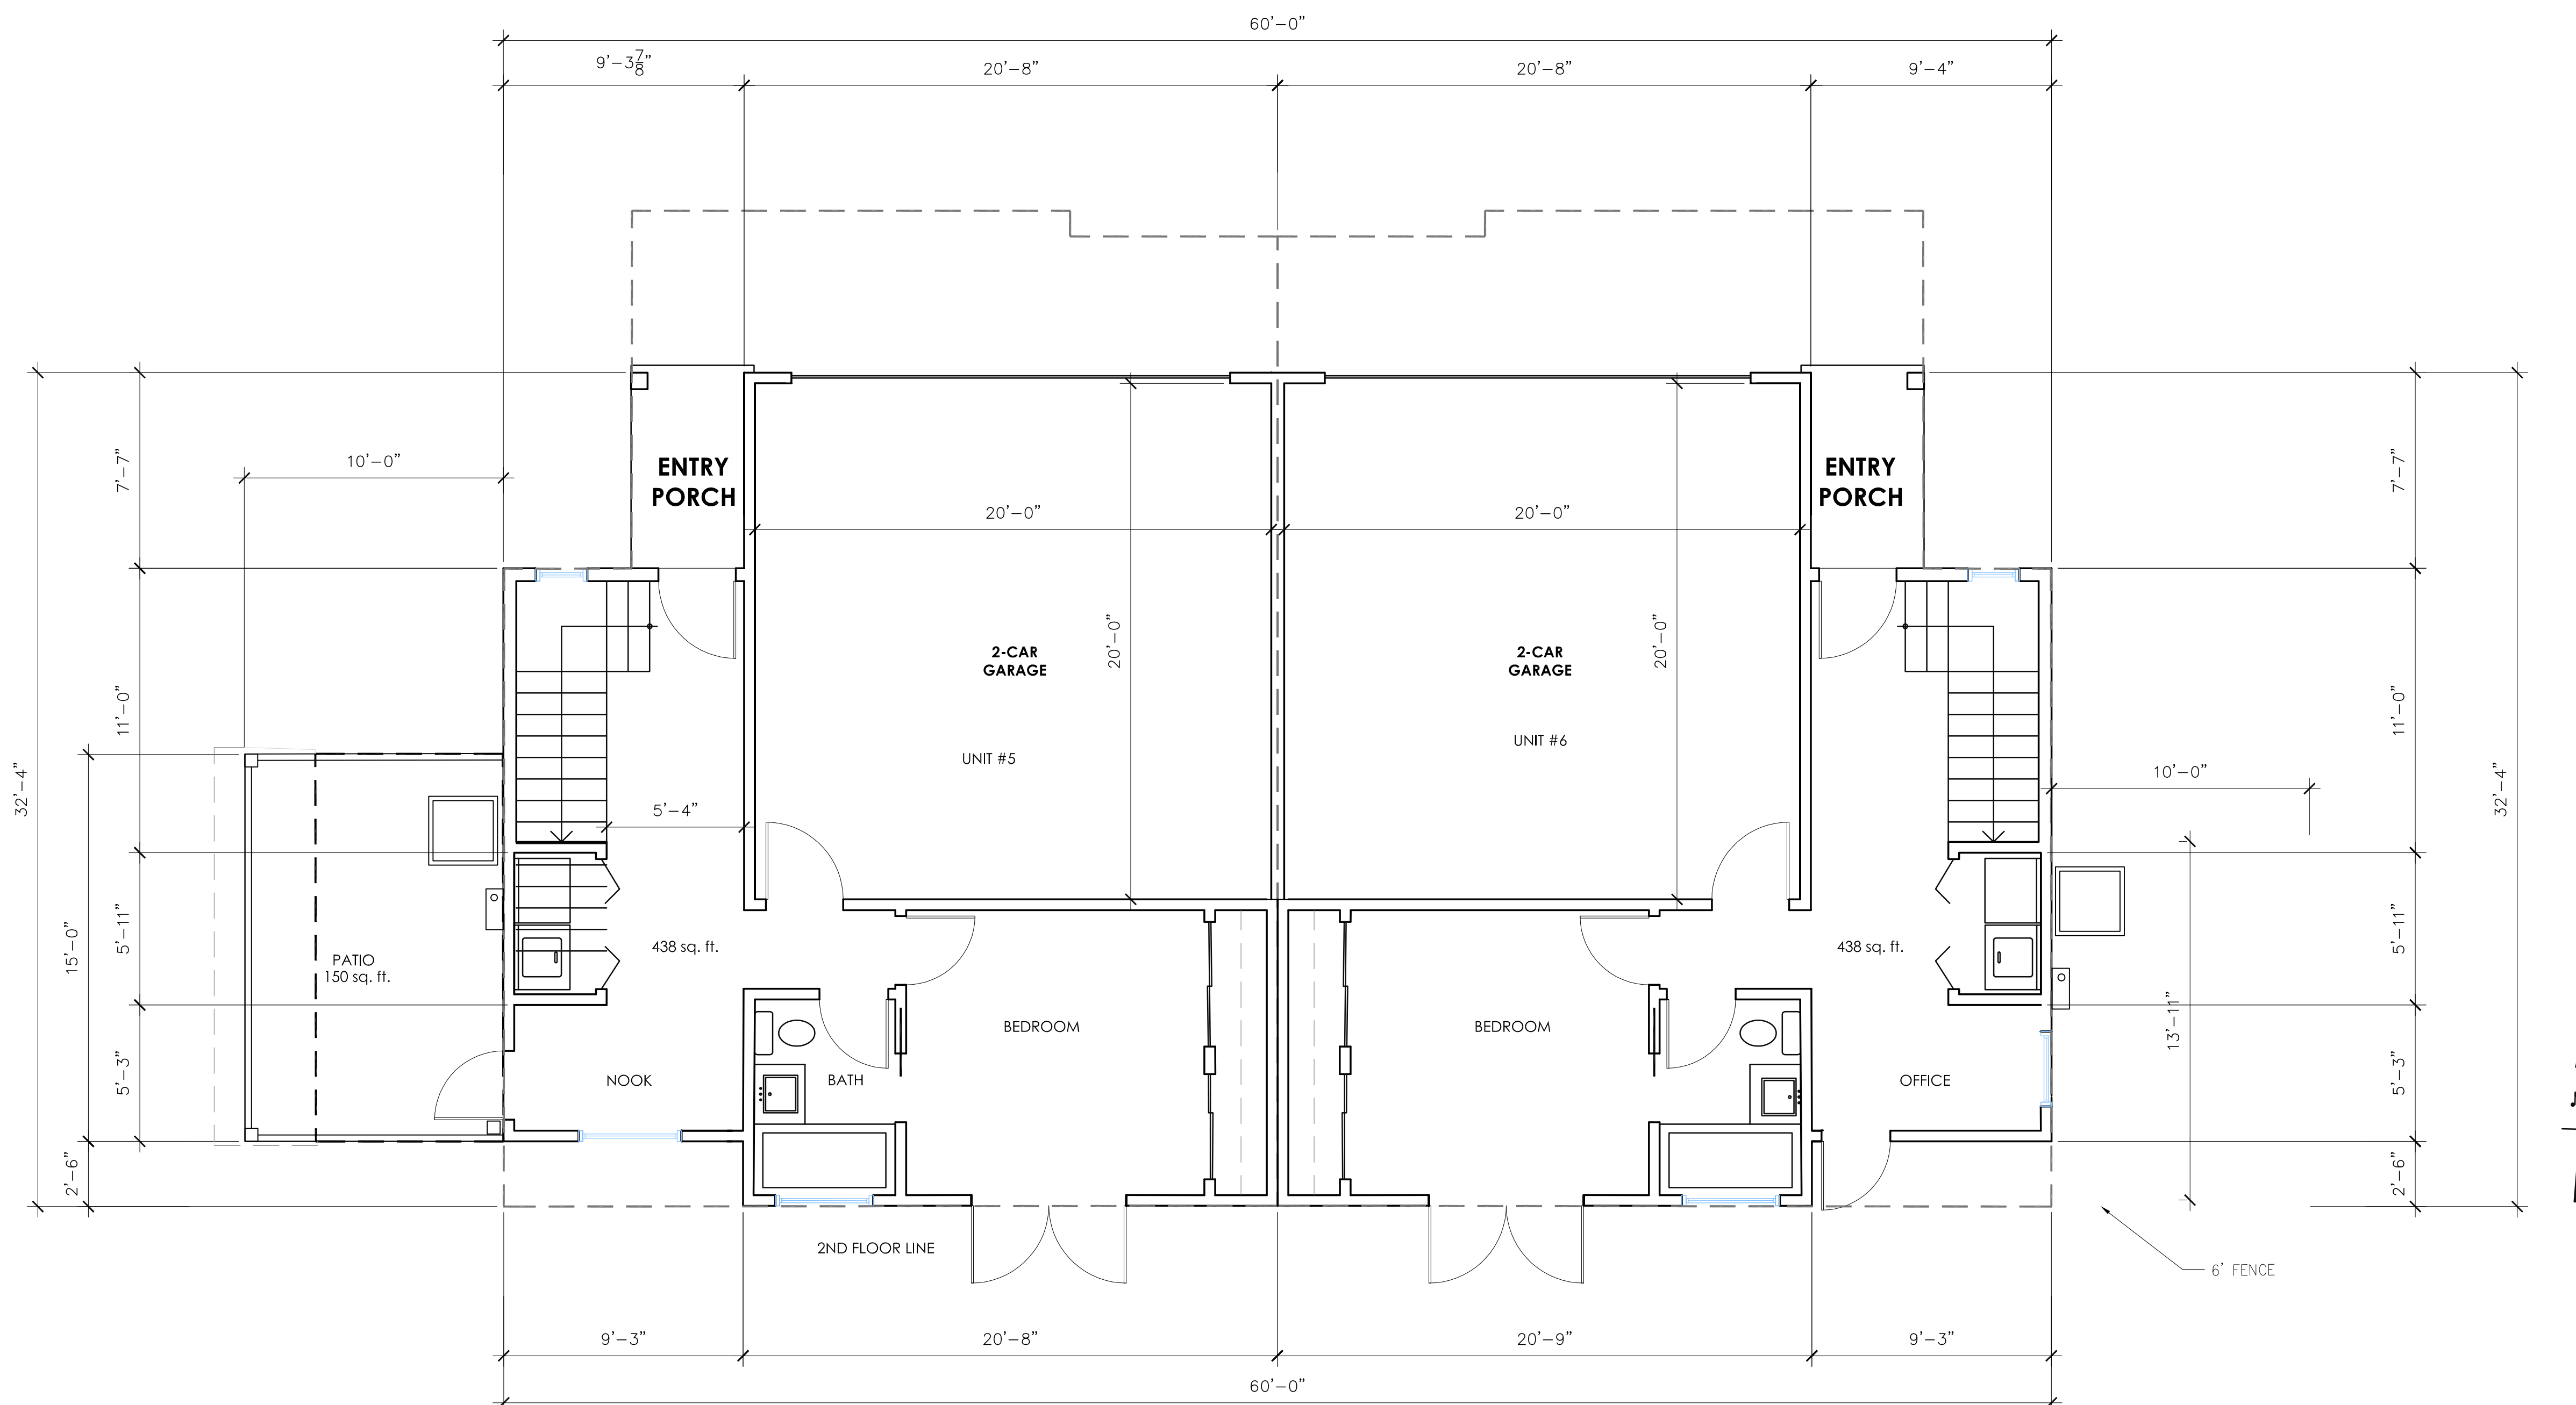 60'-0"
9'-3 7/8"
20'-8"
20'-8"
9'-4"
ENTRY
PORCH
ENTRY
PORCH
10'-0"
7'-7"
7'-7"
20'-0"
20'-0"
20'-0"
20'-0"
2-CAR
GARAGE
2-CAR
GARAGE
UNIT #5
UNIT #6
11'-0"
11'-0"
32'-4"
32'-4"
10'-0"
5'-4"
5'-11"
5'-11"
15'-0"
438 sq. ft.
438 sq. ft.
PATIO
150 sq. ft.
13'-11"
BEDROOM
BEDROOM
5'-3"
5'-3"
NOOK
BATH
OFFICE
2'-6"
2'-6"
2ND FLOOR LINE
6' FENCE
9'-3"
20'-8"
20'-9"
9'-3"
60'-0"